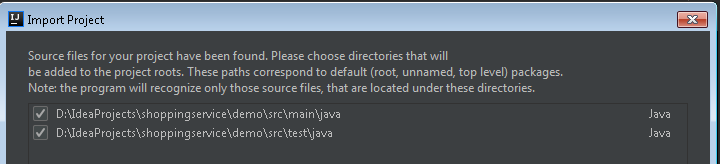 IJ Import Project
Source files for your project have been found. Please choose directories that will
be added to the project roots. These paths correspond to default (root, unnamed, top level) packages.
Note: the program will recognize only those source files, that are located under these directories.
D:\IdeaProjects\shoppingservice\demo\src\main\java Java
D:\IdeaProjects\shoppingservice\demo\src\test\java Java